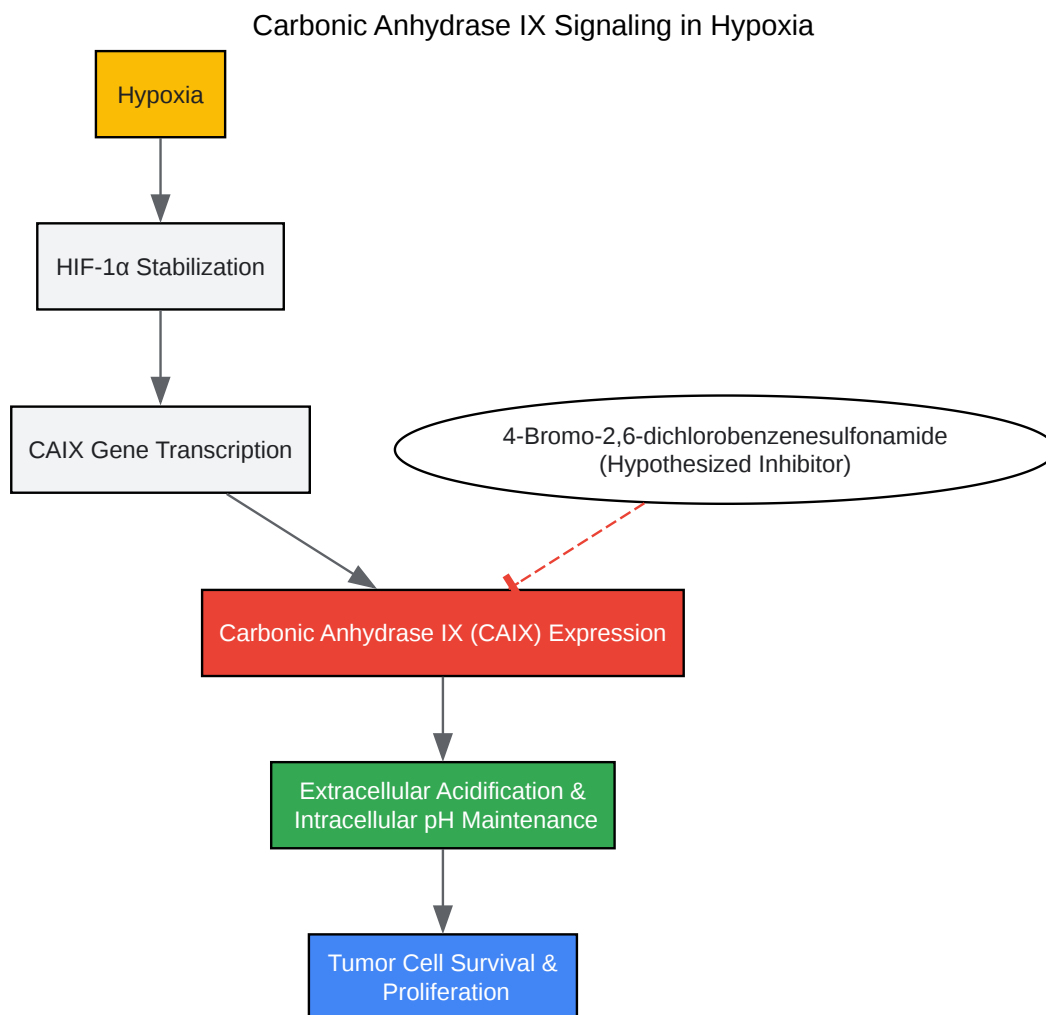 Carbonic Anhydrase IX Signaling in Hypoxia
Hypoxia
HIF-1α Stabilization
CAIX Gene Transcription
4-Bromo-2,6-dichlorobenzenesulfonamide
(Hypothesized Inhibitor)
Carbonic Anhydrase IX (CAIX) Expression
Extracellular Acidification &
Intracellular pH Maintenance
Tumor Cell Survival &
Proliferation